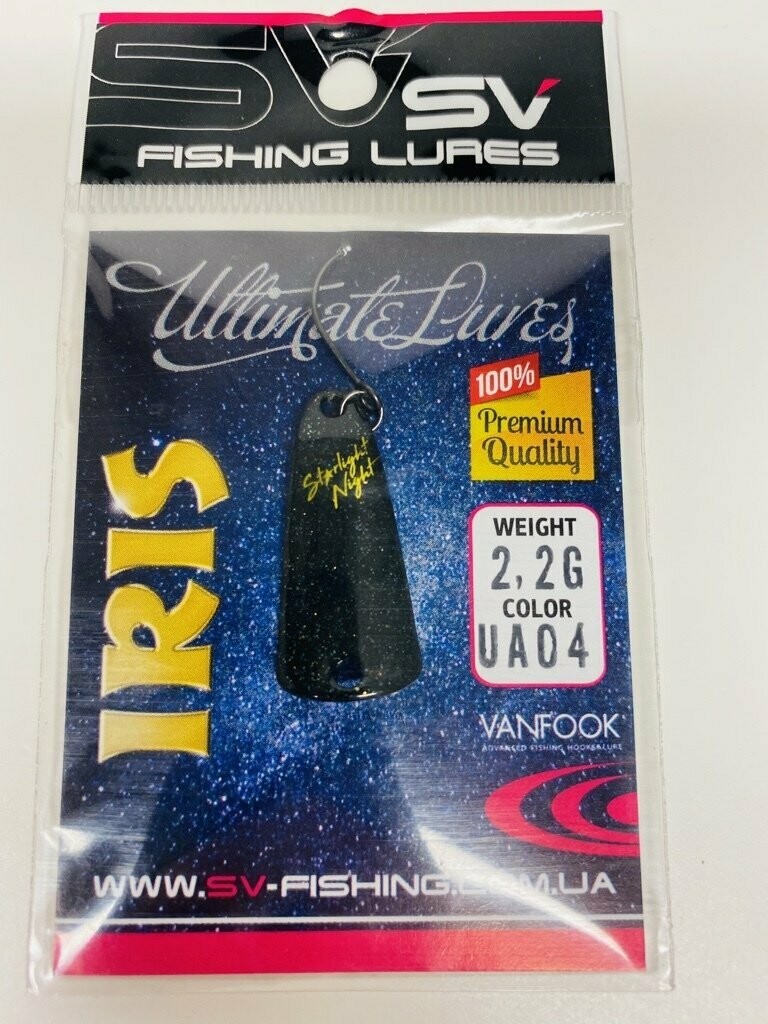 SV
SV
FISHING LURES
Ultimate Lures
100%
Premium
Quality
Starlight
Night
IRIS
WEIGHT
2,2G
COLOR
UA04
VANFOOK
ADVANCED FISHING HOOK&LURE
WWW.SV-FISHING.COM.UA